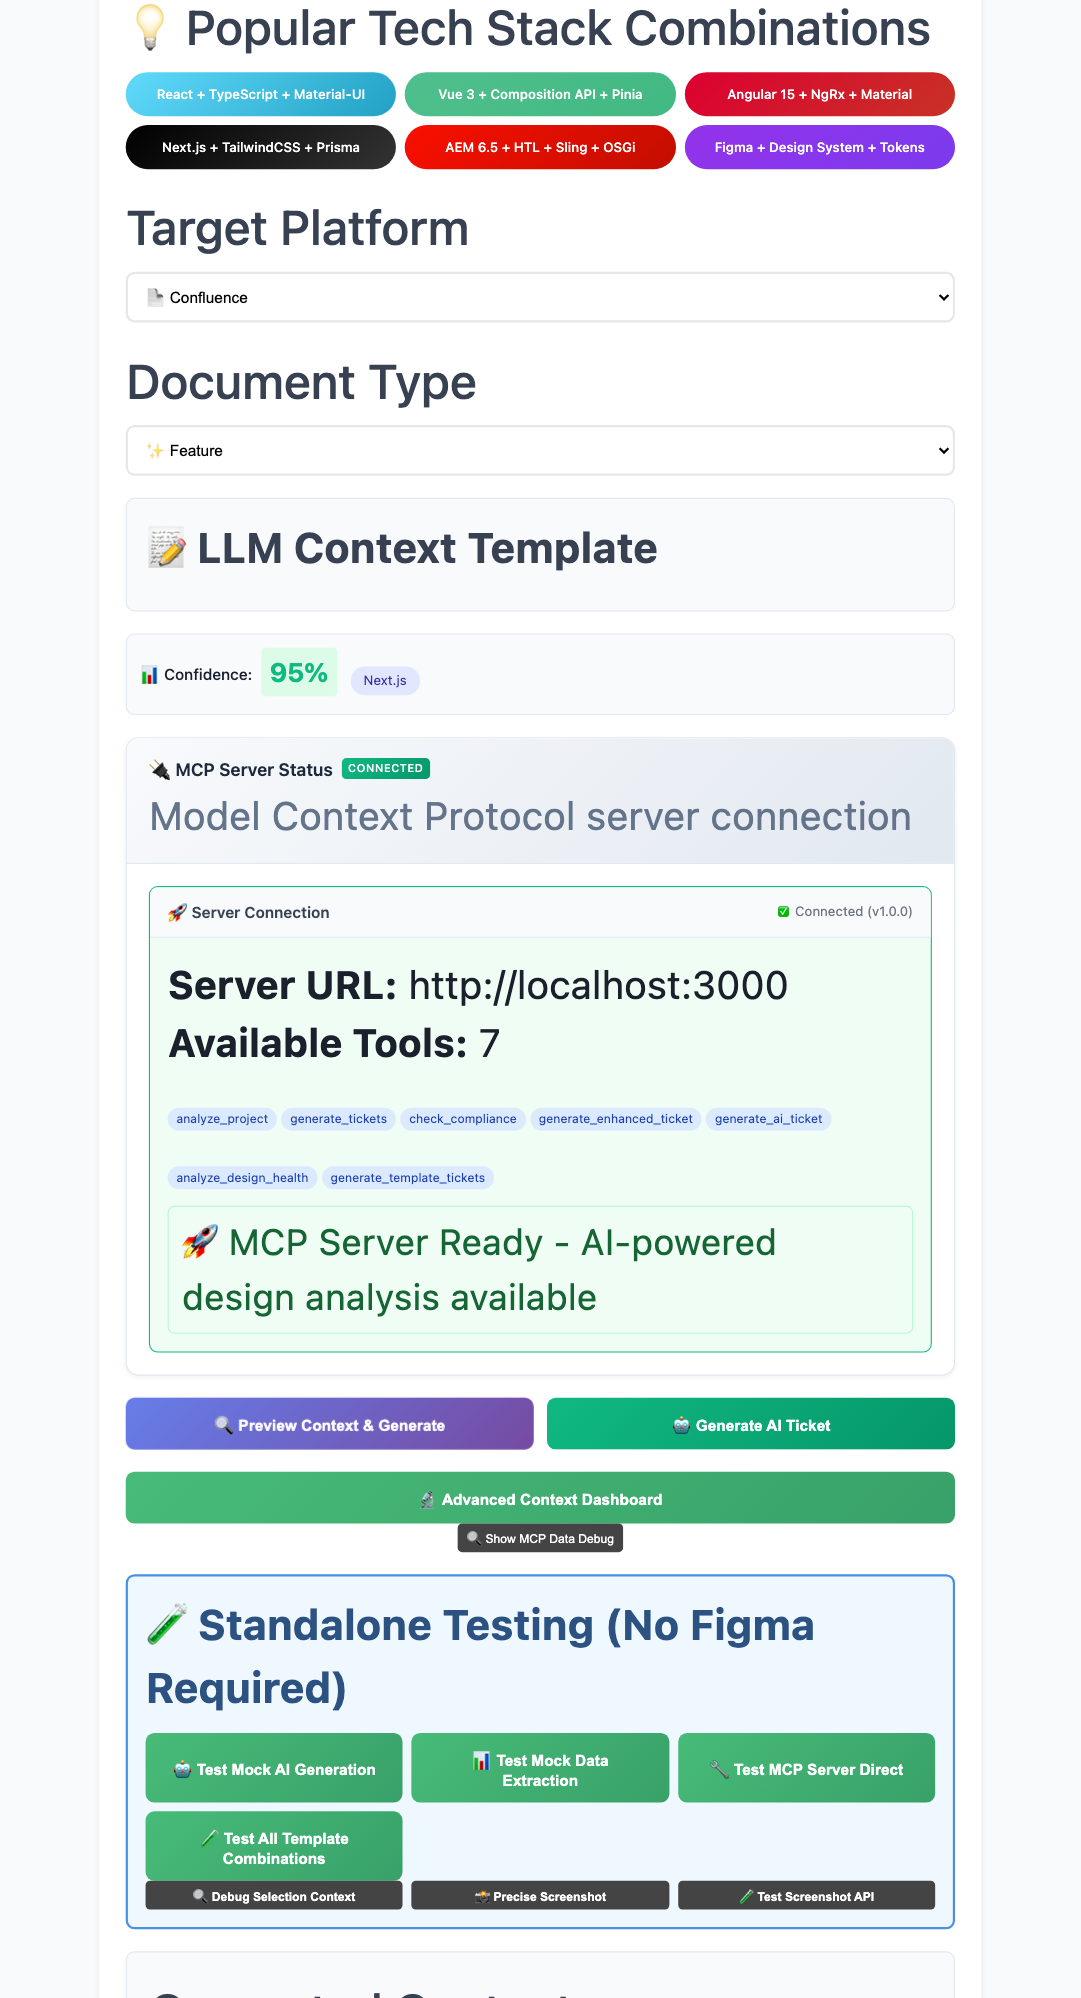 💡 Popular Tech Stack Combinations
React + TypeScript + Material-UI
Vue 3 + Composition API + Pinia
Angular 15 + NgRx + Material
Next.js + TailwindCSS + Prisma
AEM 6.5 + HTL + Sling + OSGi
Figma + Design System + Tokens
Target Platform
Confluence
Document Type
✨ Feature
📝 LLM Context Template
📊 Confidence: 95% Next.js
🔌 MCP Server Status CONNECTED
Model Context Protocol server connection
🚀 Server Connection
✅ Connected (v1.0.0)
Server URL: http://localhost:3000
Available Tools: 7
analyze_project generate_tickets check_compliance generate_enhanced_ticket generate_ai_ticket
analyze_design_health generate_template_tickets
🚀 MCP Server Ready - AI-powered
design analysis available
🔍 Preview Context & Generate
🤖 Generate AI Ticket
🔬 Advanced Context Dashboard
🔍 Show MCP Data Debug
🧪 Standalone Testing (No Figma
Required)
🤖 Test Mock AI Generation
📊 Test Mock Data
Extraction
🔧 Test MCP Server Direct
🧪 Test All Template
Combinations
🔍 Debug Selection Context
📸 Precise Screenshot
🧪 Test Screenshot API